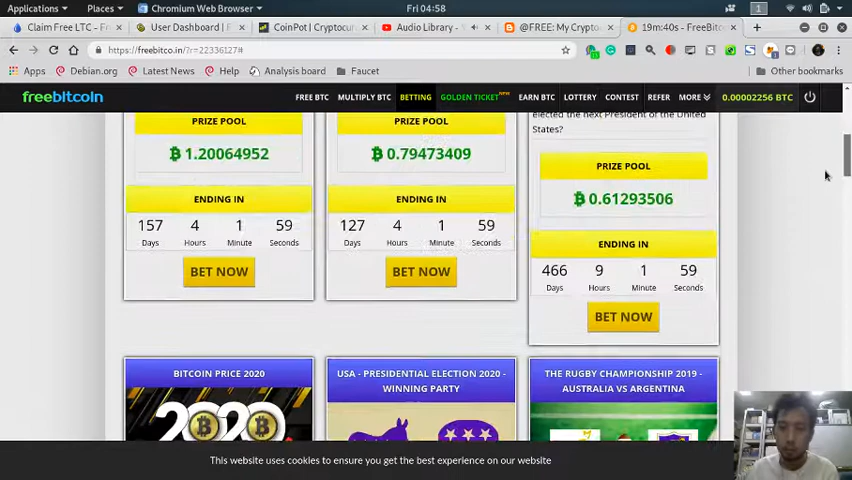 Applications Places Chromium Web Browser Fri 04:58 1
Claim Free LTC - F User Dashboard | CoinPot | Cryptocur Audio Library - @FREE: My Crypto 19m:40s - FreeBitco
https://freebitco.in/?r=22336127#
Apps Debian.org Latest News Help Analysis board Faucet Other bookmarks
freebitcoin FREE BTC MULTIPLY BTC BETTING GOLDEN TICKET NEW EARN BTC LOTTERY CONTEST REFER MORE 0.00002256 BTC
elected the next President of the United
States?
PRIZE POOL PRIZE POOL
1.20064952 0.79473409
PRIZE POOL
0.61293506
ENDING IN ENDING IN
157 4 1 59 127 4 1 59
Days Hours Minute Seconds Days Hours Minute Seconds
ENDING IN
466 9 1 59
Days Hours Minute Seconds
BET NOW BET NOW
BET NOW
BITCOIN PRICE 2020 USA - PRESIDENTIAL ELECTION 2020 - WINNING PARTY THE RUGBY CHAMPIONSHIP 2019 - AUSTRALIA VS ARGENTINA
This website uses cookies to ensure you get the best experience on our website